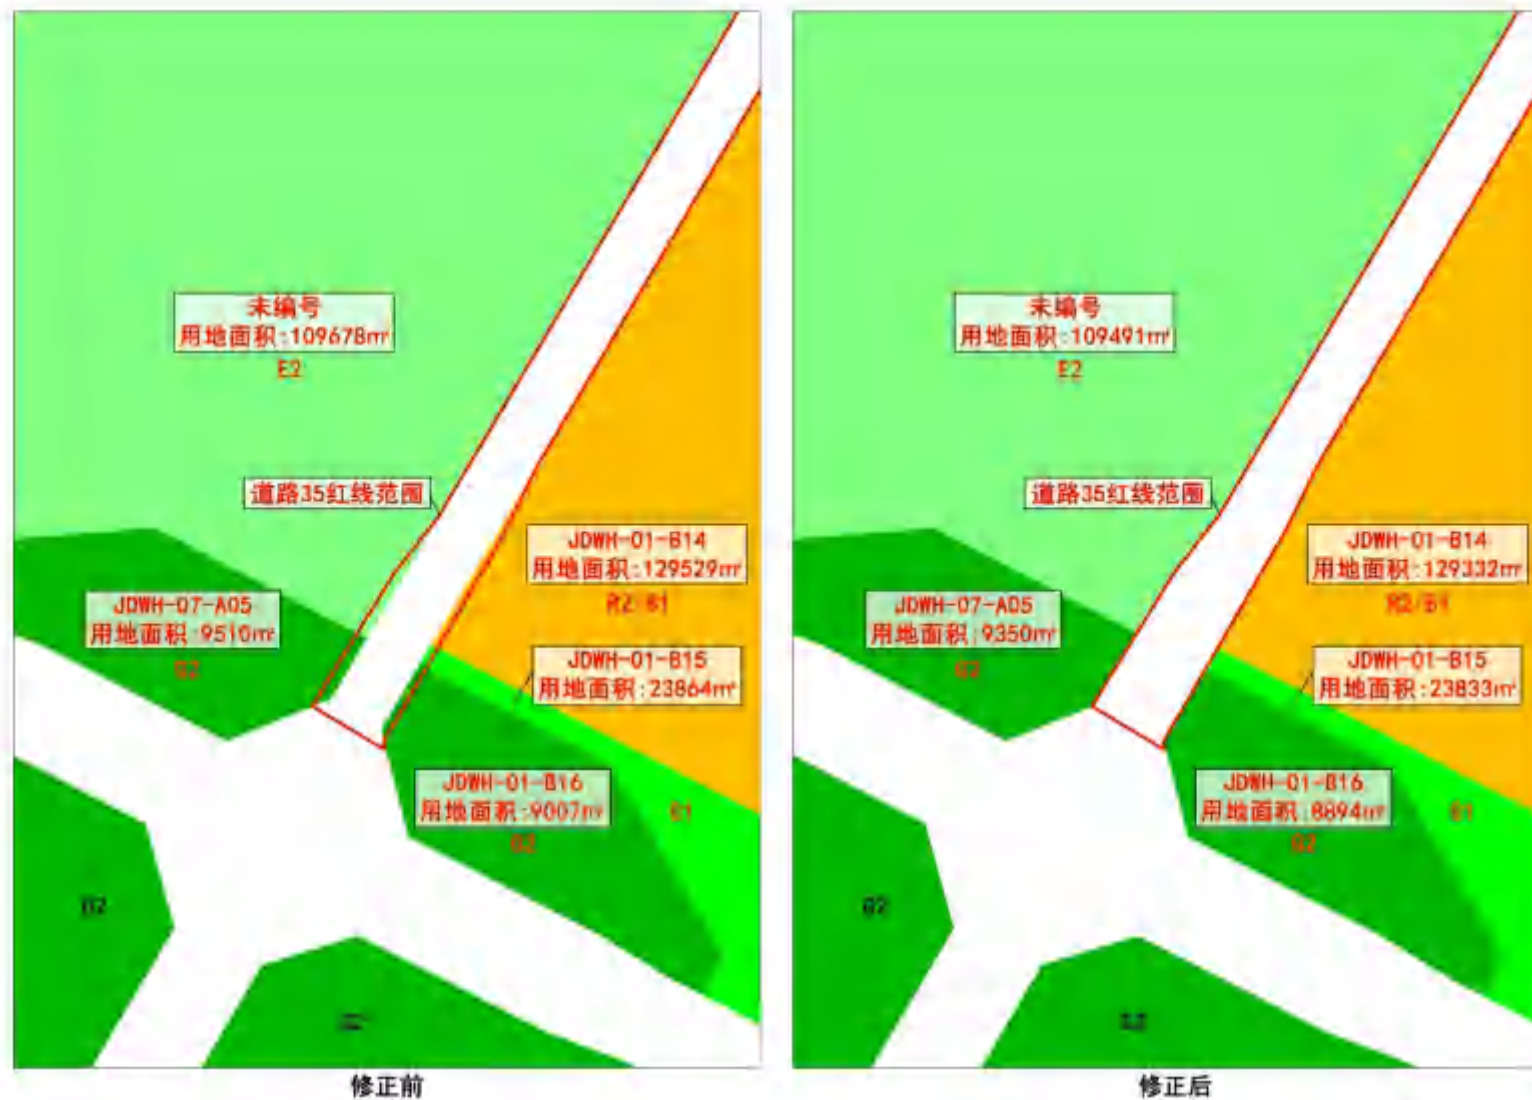 未编号
用地面积:109678㎡
E2
道路35红线范围
JDWH-01-B14
用地面积:129529㎡
R2/B1
JDWH-07-A05
用地面积:9510㎡
G2
JDWH-01-B15
用地面积:23864㎡
JDWH-01-B16
用地面积:9007㎡
G1
G2
G2
修正前
未编号
用地面积:109491㎡
E2
道路35红线范围
JDWH-01-B14
用地面积:129332㎡
R2/B1
JDWH-07-A05
用地面积:9350㎡
G2
JDWH-01-B15
用地面积:23833㎡
JDWH-01-B16
用地面积:8894㎡
G1
G2
G2
修正后